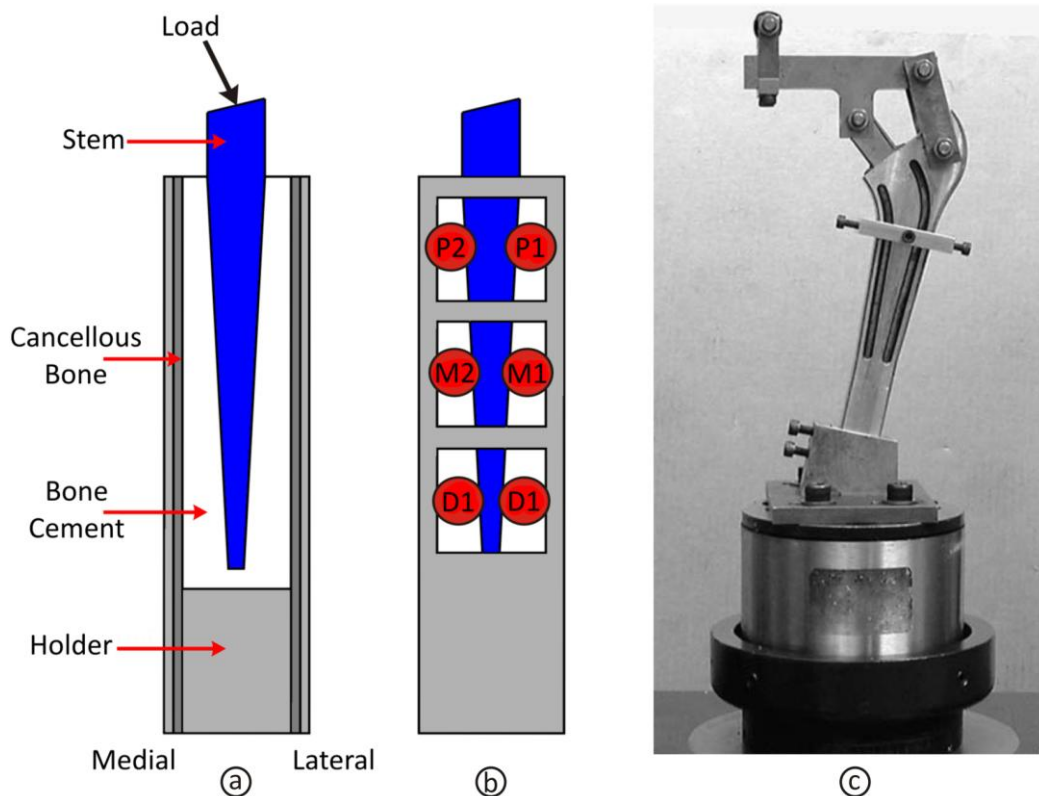 Load
Stem
Cancellous
Bone
Bone
Cement
Holder
Medial
Lateral
a
P2
P1
M2
M1
D1
D1
b
c